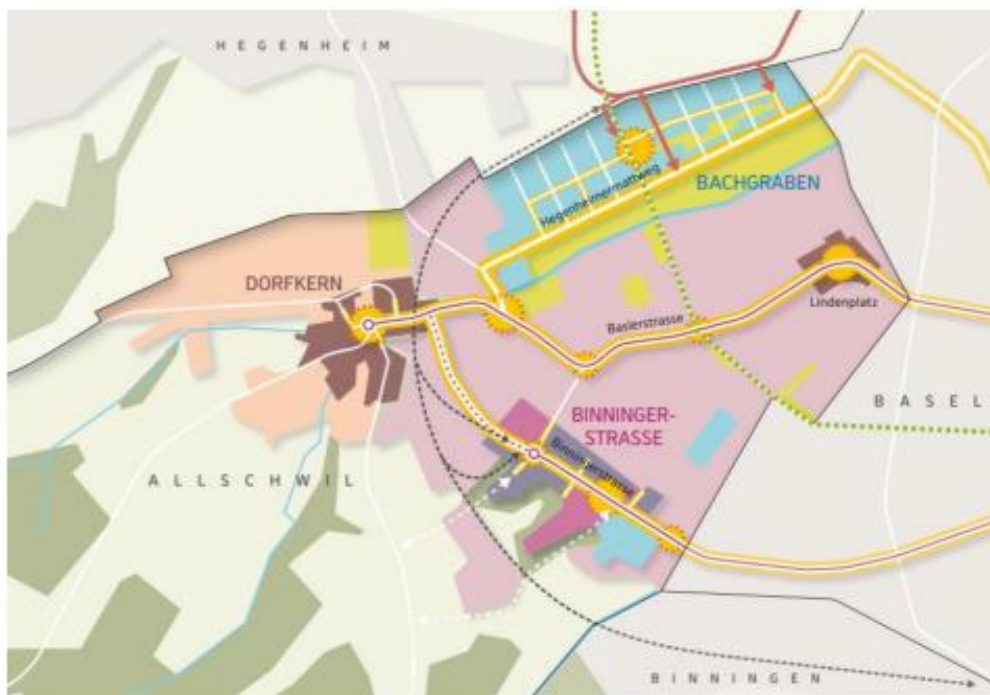 HEGENHEIM
BACHGRABEN
Hegenheimermattweg
DORFKERN
Lindenplatz
Baslerstrasse
BASEL
BINNINGER-
STRASSE
Binningerstrasse
ALLSCHWIL
BINNINGEN